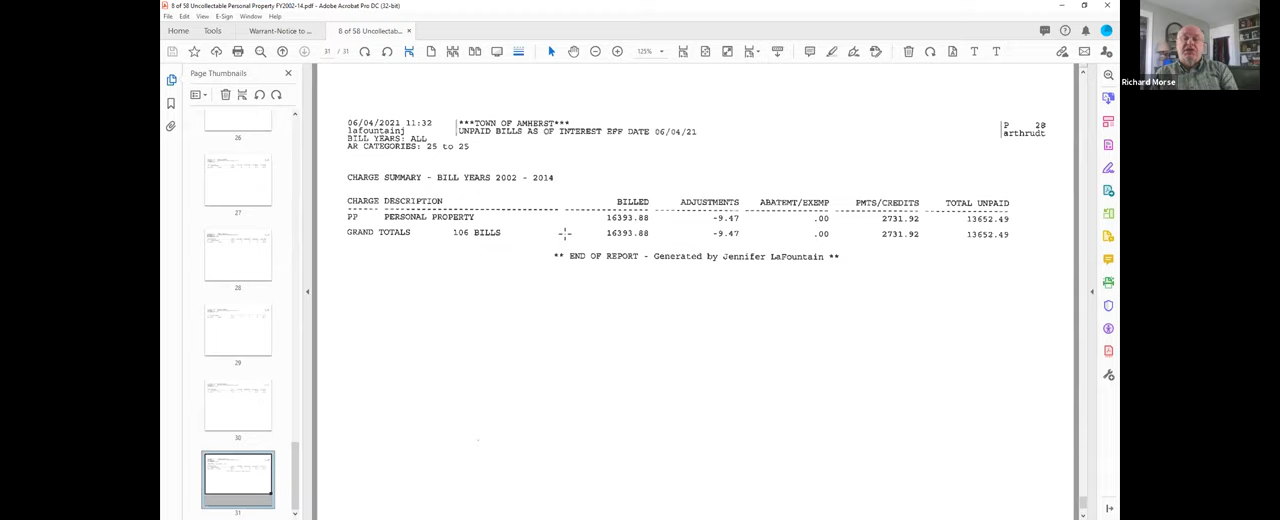 8 of 58 Uncollectable Personal Property FY2002-14.pdf - Adobe Acrobat Pro DC (32-bit)
File Edit View E-Sign Window Help
Home Tools Warrant-Notice to ... 8 of 58 Uncollectab... ×
31 / 31 125%
Page Thumbnails
26
27
28
29
30
31
06/04/2021 11:32 ***TOWN OF AMHERST*** P 28
lafountainj UNPAID BILLS AS OF INTEREST EFF DATE 06/04/21 arthrudt
BILL YEARS: ALL
AR CATEGORIES: 25 to 25
CHARGE SUMMARY - BILL YEARS 2002 - 2014
CHARGE DESCRIPTION BILLED ADJUSTMENTS ABATEMT/EXEMP PMTS/CREDITS TOTAL UNPAID
PP PERSONAL PROPERTY 16393.88 -9.47 .00 2731.92 13652.49
GRAND TOTALS 106 BILLS 16393.88 -9.47 .00 2731.92 13652.49
** END OF REPORT - Generated by Jennifer LaFountain **
Richard Morse